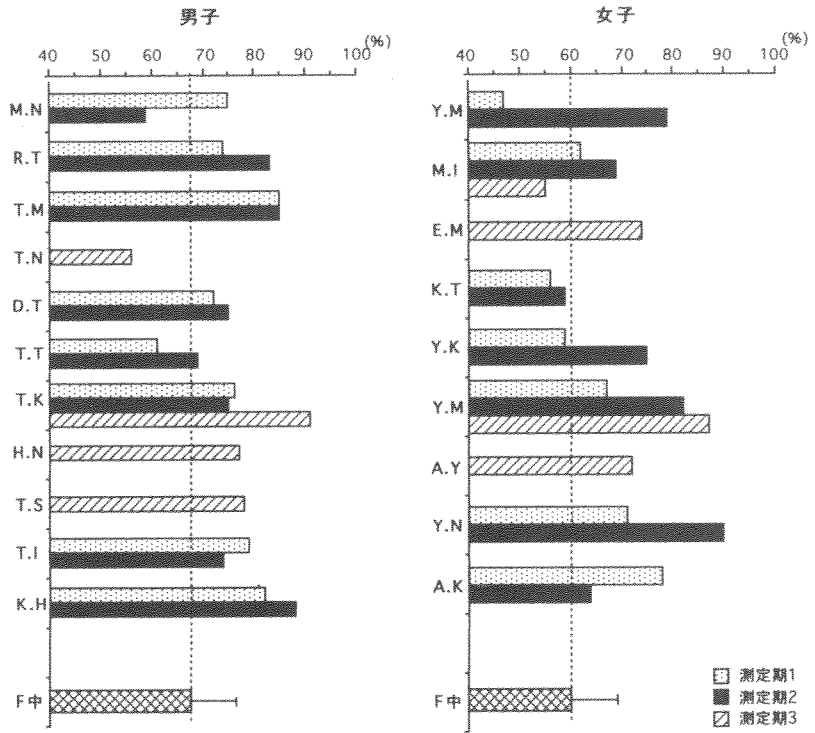 男子
(%)
40 50 60 70 80 90 100
M.N
R.T
T.M
T.N
D.T
T.T
T.K
H.N
T.S
T.I
K.H
F中
女子
(%)
40 50 60 70 80 90 100
Y.M
M.I
E.M
K.T
Y.K
Y.M
A.Y
Y.N
A.K
F中
測定期1
測定期2
測定期3